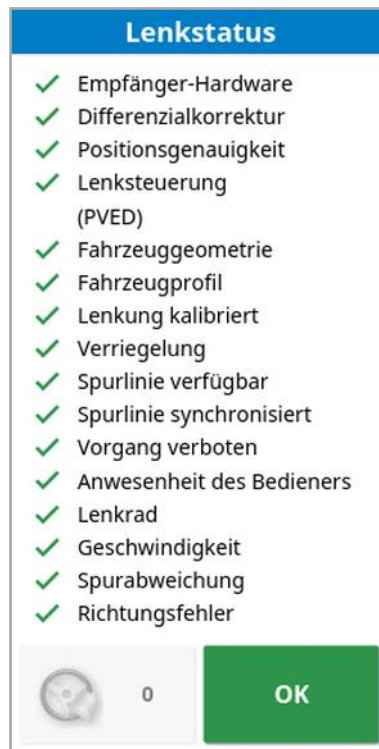 Lenkstatus
Empfänger-Hardware
Differenzialkorrektur
Positionsgenauigkeit
Lenksteuerung
(PVED)
Fahrzeuggeometrie
Fahrzeugprofil
Lenkung kalibriert
Verriegelung
Spurlinie verfügbar
Spurlinie synchronisiert
Vorgang verboten
Anwesenheit des Bedieners
Lenkrad
Geschwindigkeit
Spurabweichung
Richtungsfehler
0
OK